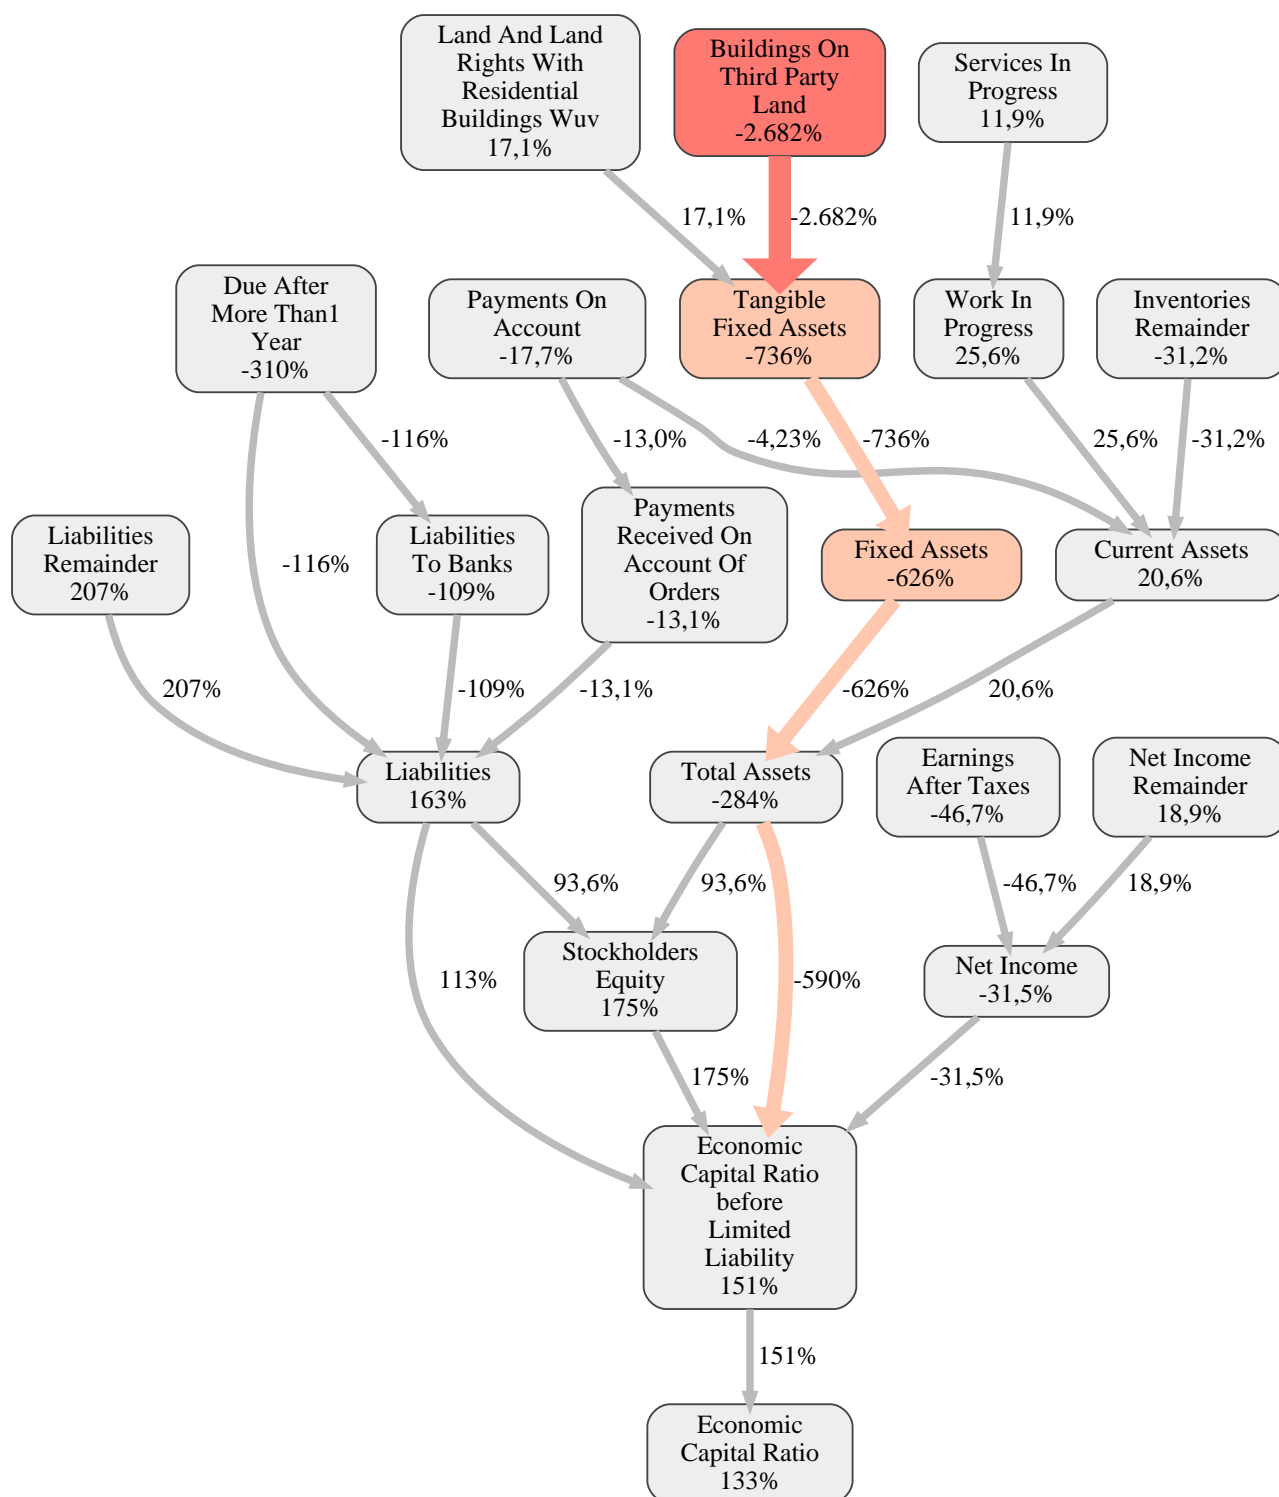 Land And Land
Rights With
Residential
Buildings Wuv
17,1%
Buildings On
Third Party
Land
-2.682%
Services In
Progress
11,9%
17,1%
-2.682%
11,9%
Due After
More Than1
Year
-310%
Payments On
Account
-17,7%
Tangible
Fixed Assets
-736%
Work In
Progress
25,6%
Inventories
Remainder
-31,2%
-116%
-13,0%
-4,23%
-736%
25,6%
-31,2%
Liabilities
Remainder
207%
-116%
Liabilities
To Banks
-109%
Payments
Received On
Account Of
Orders
-13,1%
Fixed Assets
-626%
Current Assets
20,6%
207%
-109%
-13,1%
-626%
20,6%
Liabilities
163%
Total Assets
-284%
Earnings
After Taxes
-46,7%
Net Income
Remainder
18,9%
93,6%
93,6%
-46,7%
18,9%
113%
Stockholders
Equity
175%
-590%
Net Income
-31,5%
175%
-31,5%
Economic
Capital Ratio
before
Limited
Liability
151%
151%
Economic
Capital Ratio
133%